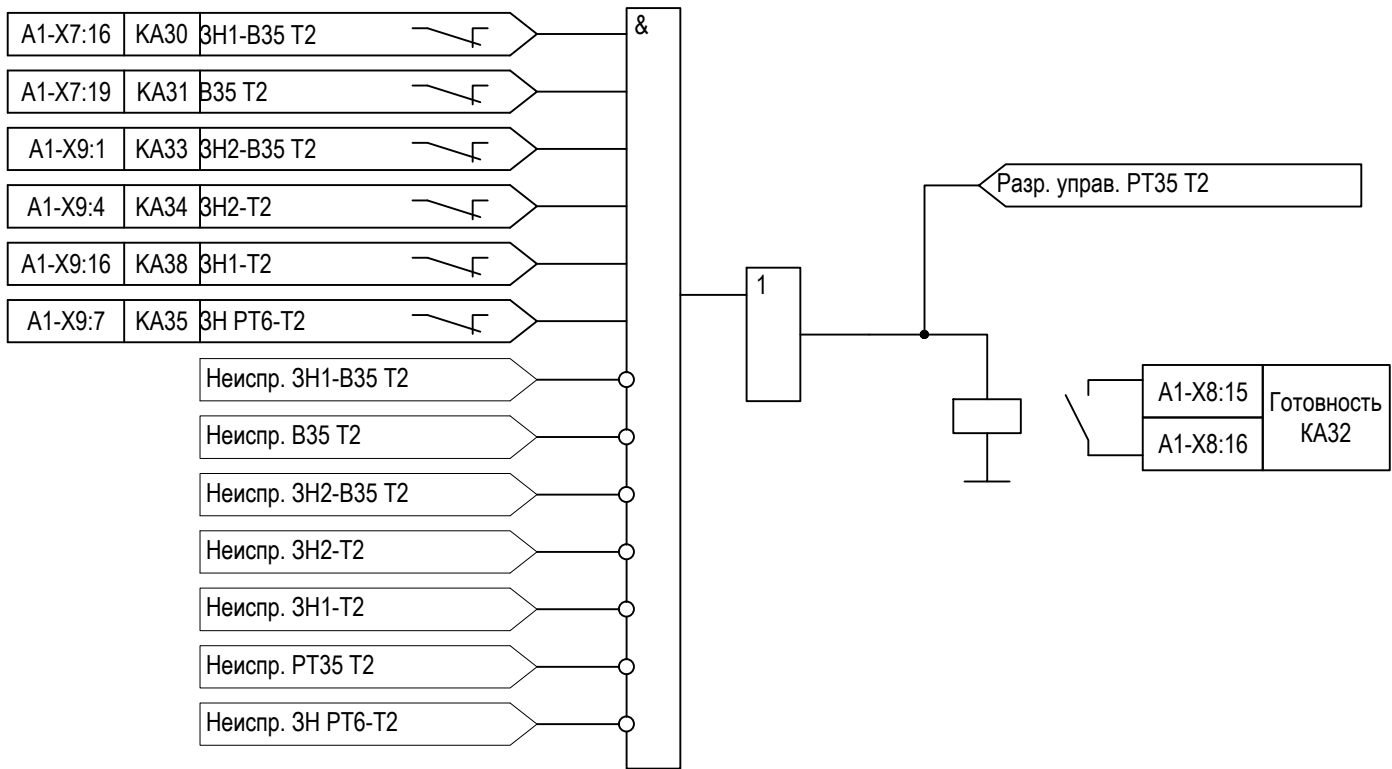 A1-X7:16 KA30 ЗН1-В35 Т2
A1-X7:19 KA31 В35 Т2
A1-X9:1 KA33 ЗН2-В35 Т2
A1-X9:4 KA34 ЗН2-Т2
A1-X9:16 KA38 ЗН1-Т2
A1-X9:7 KA35 ЗН РТ6-Т2
Неиспр. ЗН1-В35 Т2
Неиспр. В35 Т2
Неиспр. ЗН2-В35 Т2
Неиспр. ЗН2-Т2
Неиспр. ЗН1-Т2
Неиспр. РТ35 Т2
Неиспр. ЗН РТ6-Т2
&
1
Разр. управ. РТ35 Т2
A1-X8:15
A1-X8:16
Готовность
КА32